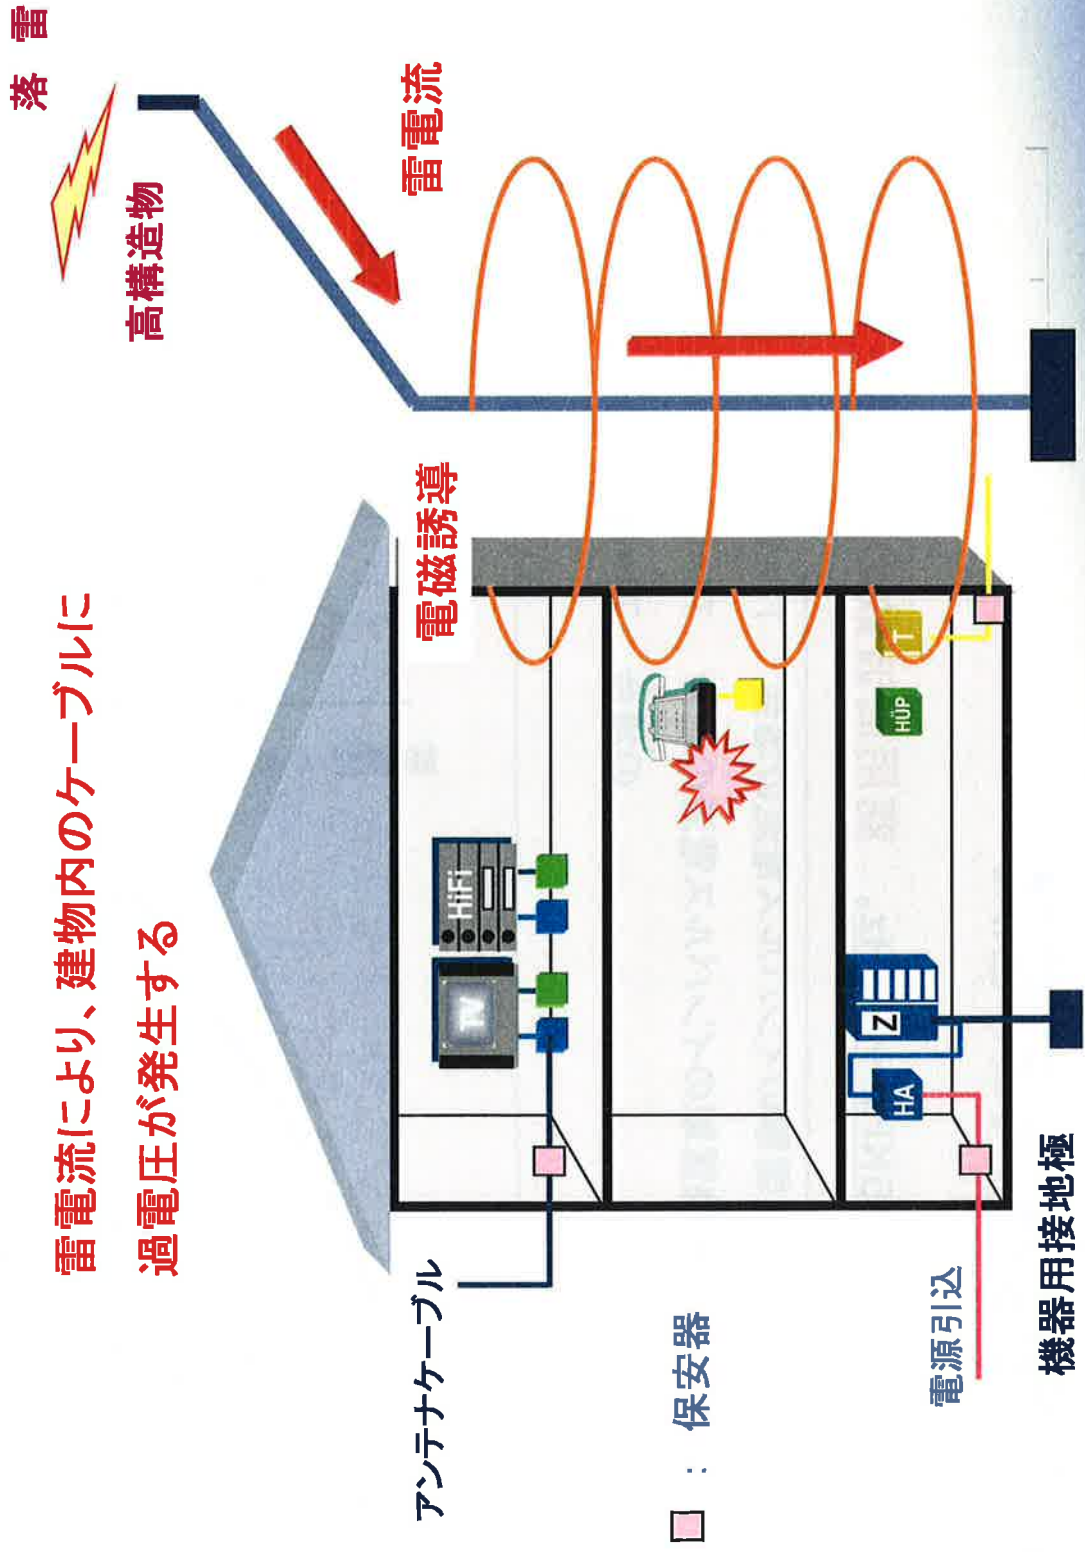 雷電流により、建物内のケーブルに
過電圧が発生する
落 雷
高構造物
雷電流
電磁誘導
アンテナケーブル
TV
HiFi
: 保安器
電源引込
HA
Z
HÜP
T
機器用接地極